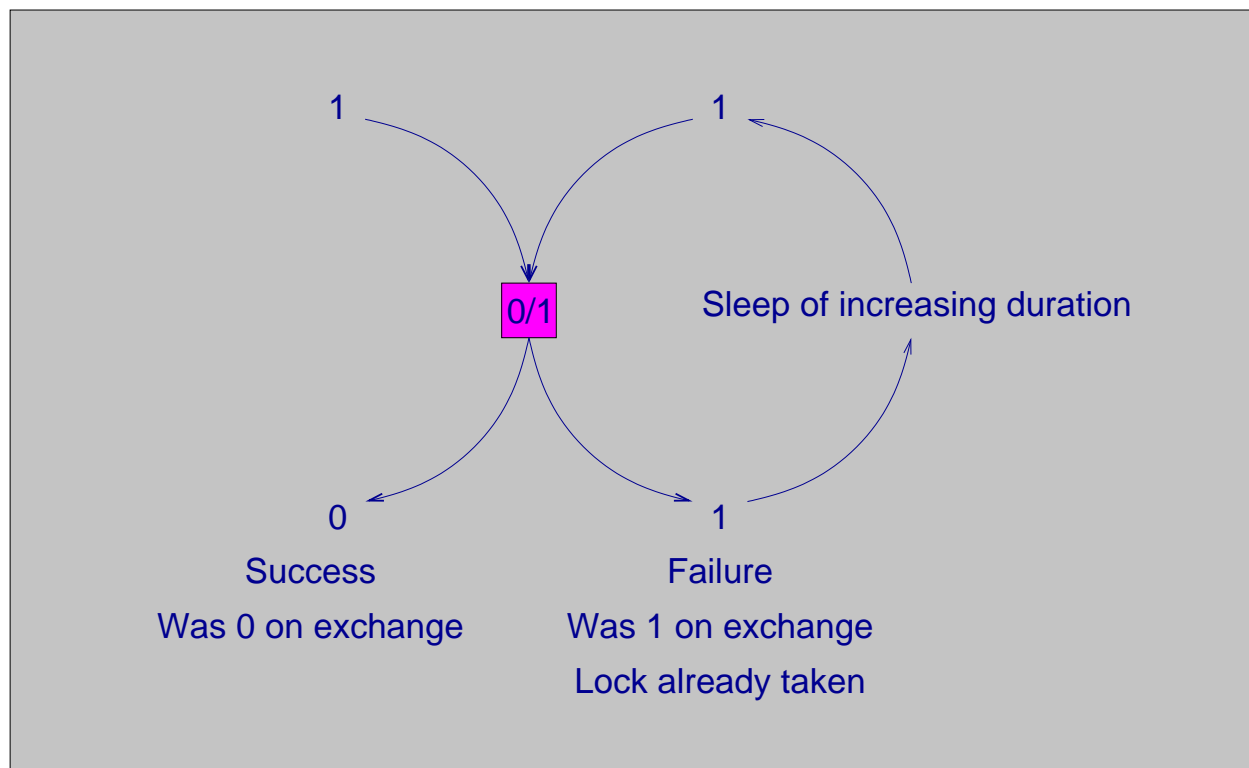 1
1
0/1
Sleep of increasing duration
0
1
Success
Failure
Was 0 on exchange
Was 1 on exchange
Lock already taken